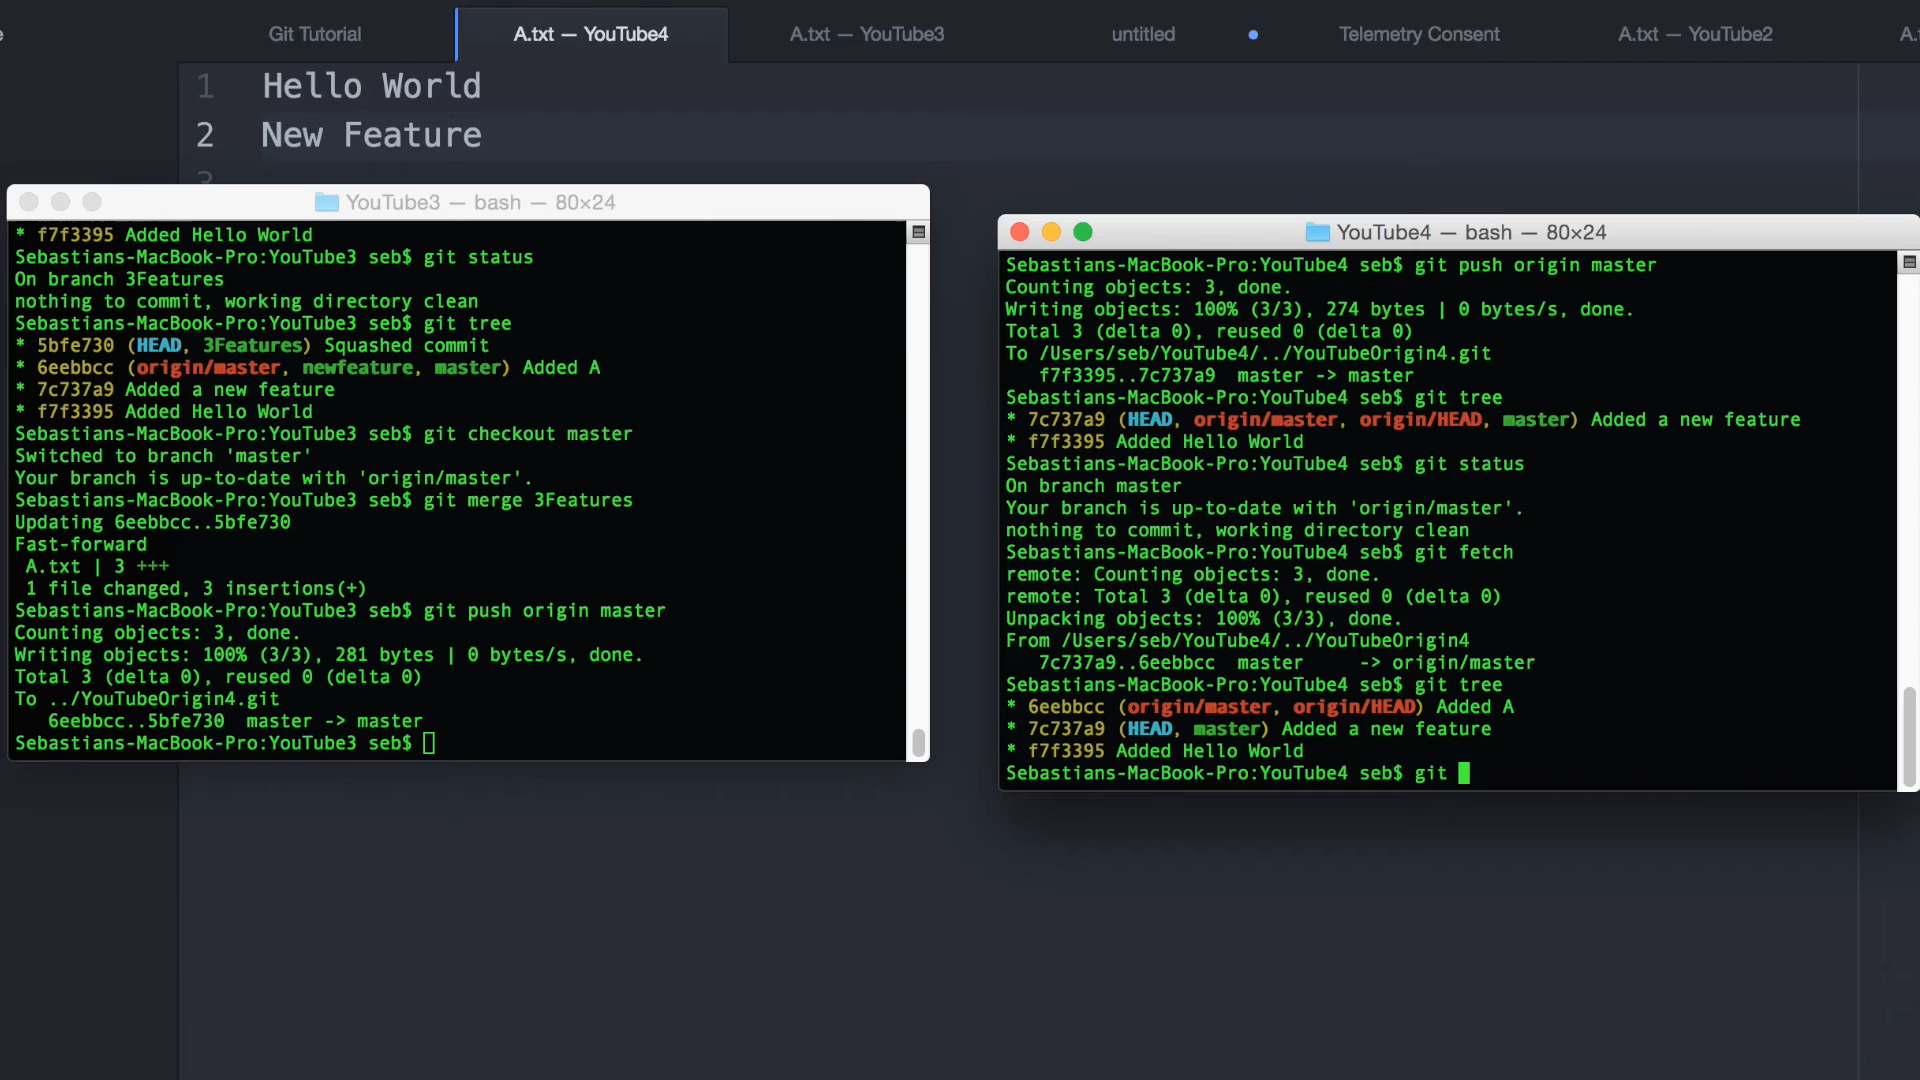 Git Tutorial
A.txt — YouTube4
A.txt — YouTube3
untitled
Telemetry Consent
A.txt — YouTube2
1 Hello World
2 New Feature
3
YouTube3 — bash — 80×24
* f7f3395 Added Hello World
Sebastians-MacBook-Pro:YouTube3 seb$ git status
On branch 3Features
nothing to commit, working directory clean
Sebastians-MacBook-Pro:YouTube3 seb$ git tree
* 5bfe730 (HEAD, 3Features) Squashed commit
* 6eebbcc (origin/master, newfeature, master) Added A
* 7c737a9 Added a new feature
* f7f3395 Added Hello World
Sebastians-MacBook-Pro:YouTube3 seb$ git checkout master
Switched to branch 'master'
Your branch is up-to-date with 'origin/master'.
Sebastians-MacBook-Pro:YouTube3 seb$ git merge 3Features
Updating 6eebbcc..5bfe730
Fast-forward
A.txt | 3 +++
1 file changed, 3 insertions(+)
Sebastians-MacBook-Pro:YouTube3 seb$ git push origin master
Counting objects: 3, done.
Writing objects: 100% (3/3), 281 bytes | 0 bytes/s, done.
Total 3 (delta 0), reused 0 (delta 0)
To ../YouTubeOrigin4.git
6eebbcc..5bfe730 master -> master
Sebastians-MacBook-Pro:YouTube3 seb$
YouTube4 — bash — 80×24
Sebastians-MacBook-Pro:YouTube4 seb$ git push origin master
Counting objects: 3, done.
Writing objects: 100% (3/3), 274 bytes | 0 bytes/s, done.
Total 3 (delta 0), reused 0 (delta 0)
To /Users/seb/YouTube4/../YouTubeOrigin4.git
f7f3395..7c737a9 master -> master
Sebastians-MacBook-Pro:YouTube4 seb$ git tree
* 7c737a9 (HEAD, origin/master, origin/HEAD, master) Added a new feature
* f7f3395 Added Hello World
Sebastians-MacBook-Pro:YouTube4 seb$ git status
On branch master
Your branch is up-to-date with 'origin/master'.
nothing to commit, working directory clean
Sebastians-MacBook-Pro:YouTube4 seb$ git fetch
remote: Counting objects: 3, done.
remote: Total 3 (delta 0), reused 0 (delta 0)
Unpacking objects: 100% (3/3), done.
From /Users/seb/YouTube4/../YouTubeOrigin4
7c737a9..6eebbcc master -> origin/master
Sebastians-MacBook-Pro:YouTube4 seb$ git tree
* 6eebbcc (origin/master, origin/HEAD) Added A
* 7c737a9 (HEAD, master) Added a new feature
* f7f3395 Added Hello World
Sebastians-MacBook-Pro:YouTube4 seb$ git